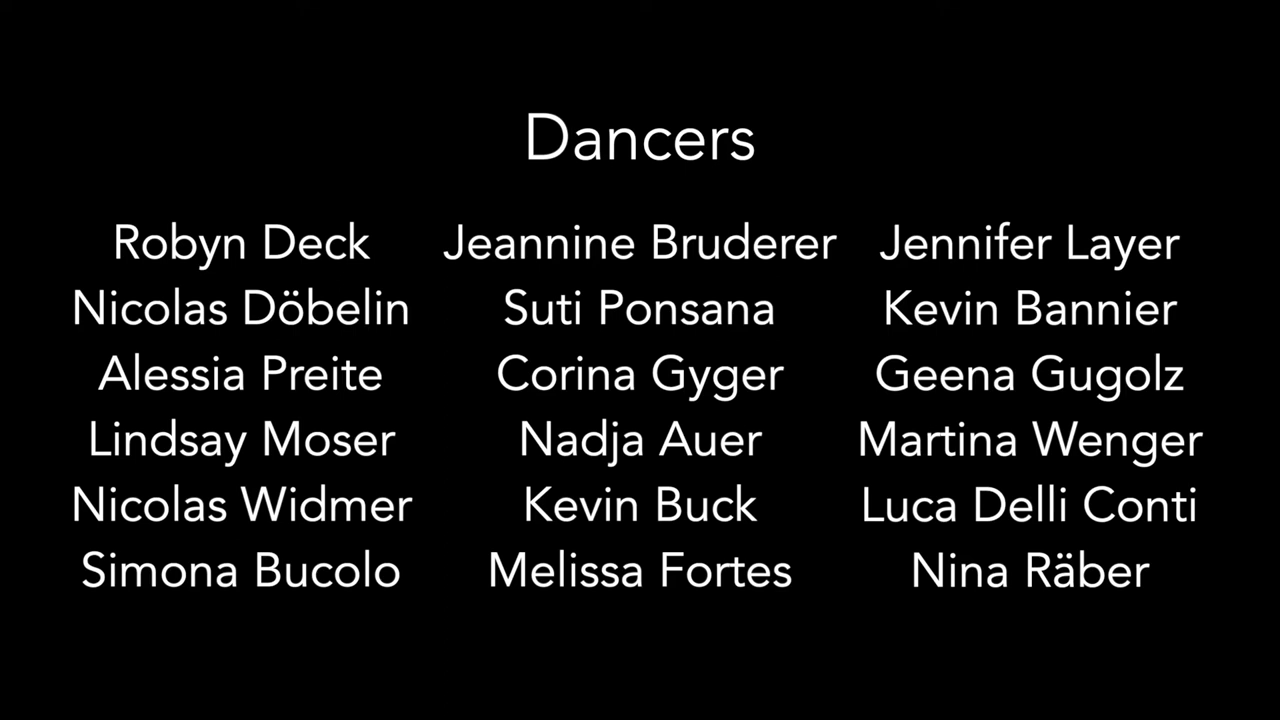 Dancers
Robyn Deck Jeannine Bruderer Jennifer Layer
Nicolas Döbelin Suti Ponsana Kevin Bannier
Alessia Preite Corina Gyger Geena Gugolz
Lindsay Moser Nadja Auer Martina Wenger
Nicolas Widmer Kevin Buck Luca Delli Conti
Simona Bucolo Melissa Fortes Nina Räber